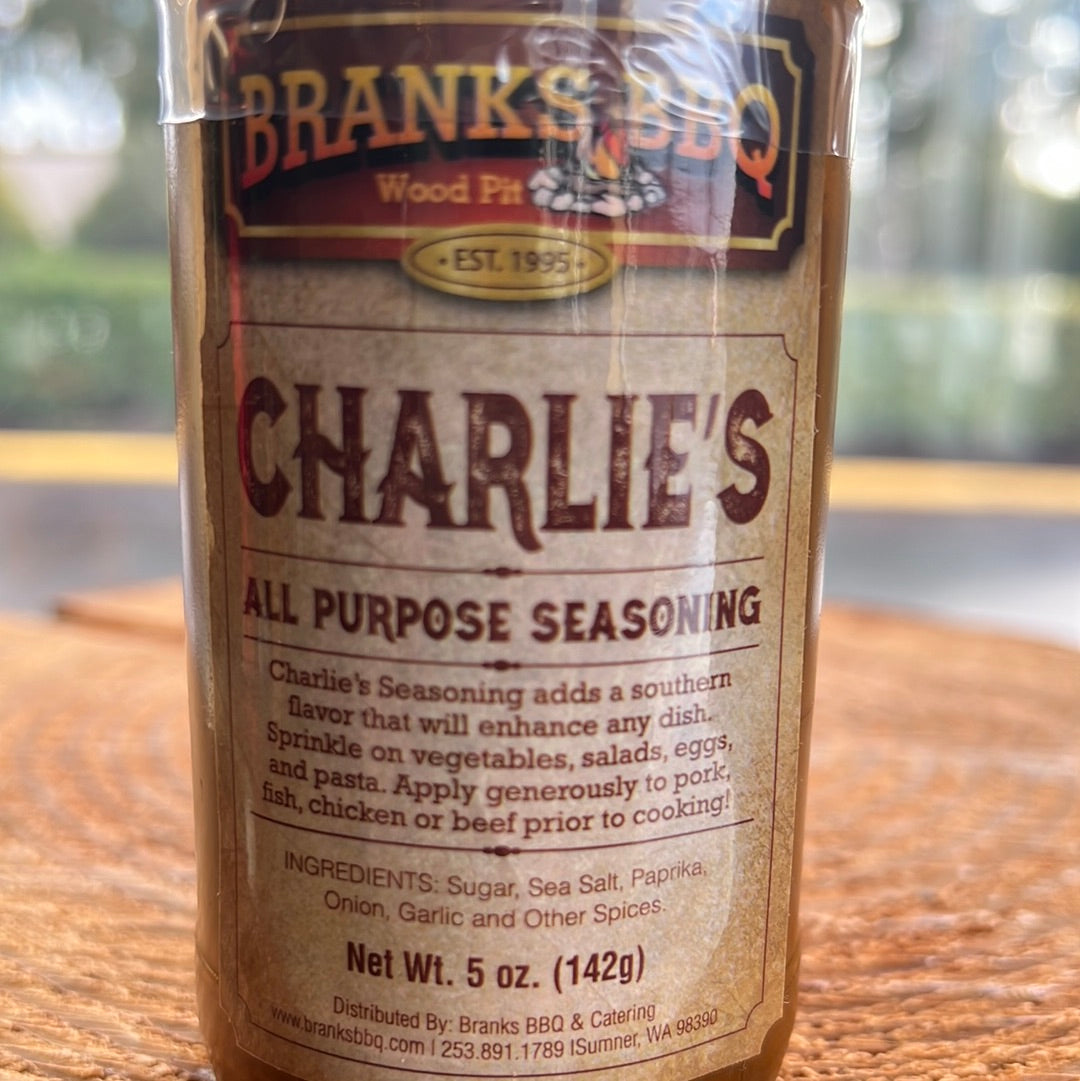 BRANKS BBQ
Wood Pit
· EST. 1995 ·
CHARLIE'S
ALL PURPOSE SEASONING
Charlie's Seasoning adds a southern
flavor that will enhance any dish.
Sprinkle on vegetables, salads, eggs,
and pasta. Apply generously to pork,
fish, chicken or beef prior to cooking!
INGREDIENTS: Sugar, Sea Salt, Paprika,
Onion, Garlic and Other Spices.
Net Wt. 5 oz. (142g)
Distributed By: Branks BBQ & Catering
www.branksbbq.com | 253.891.1789 |Sumner, WA 98390